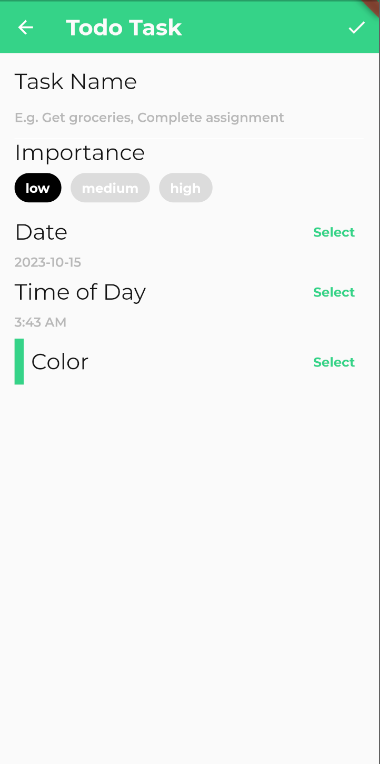 Todo Task
Task Name
E.g. Get groceries, Complete assignment
Importance
low medium high
Date Select
2023-10-15
Time of Day Select
3:43 AM
Color Select